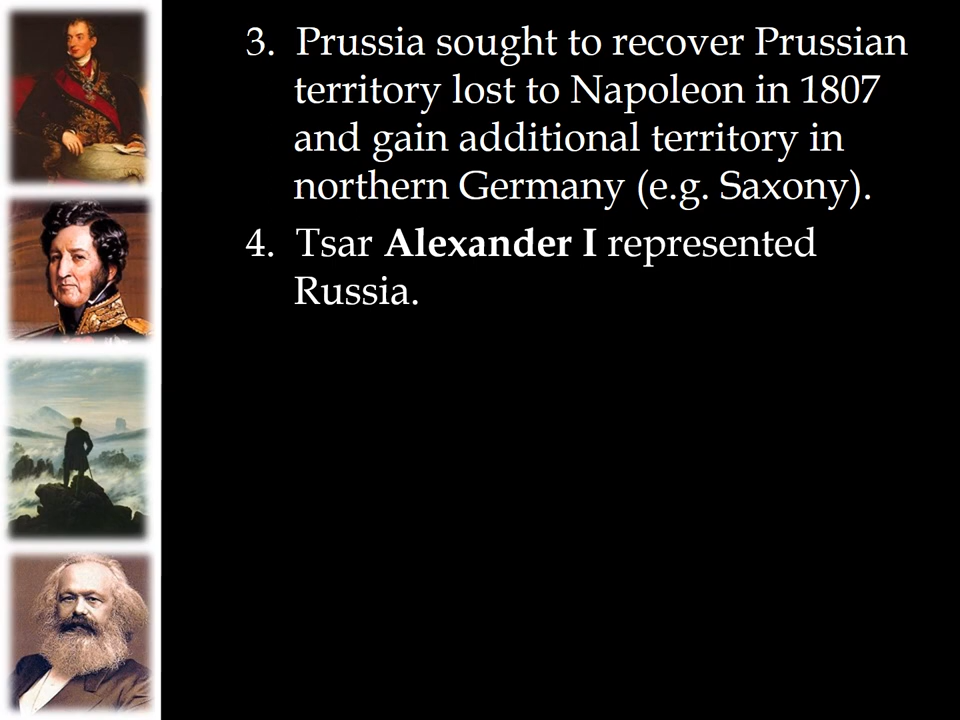 3. Prussia sought to recover Prussian
territory lost to Napoleon in 1807
and gain additional territory in
northern Germany (e.g. Saxony).
4. Tsar Alexander I represented
Russia.